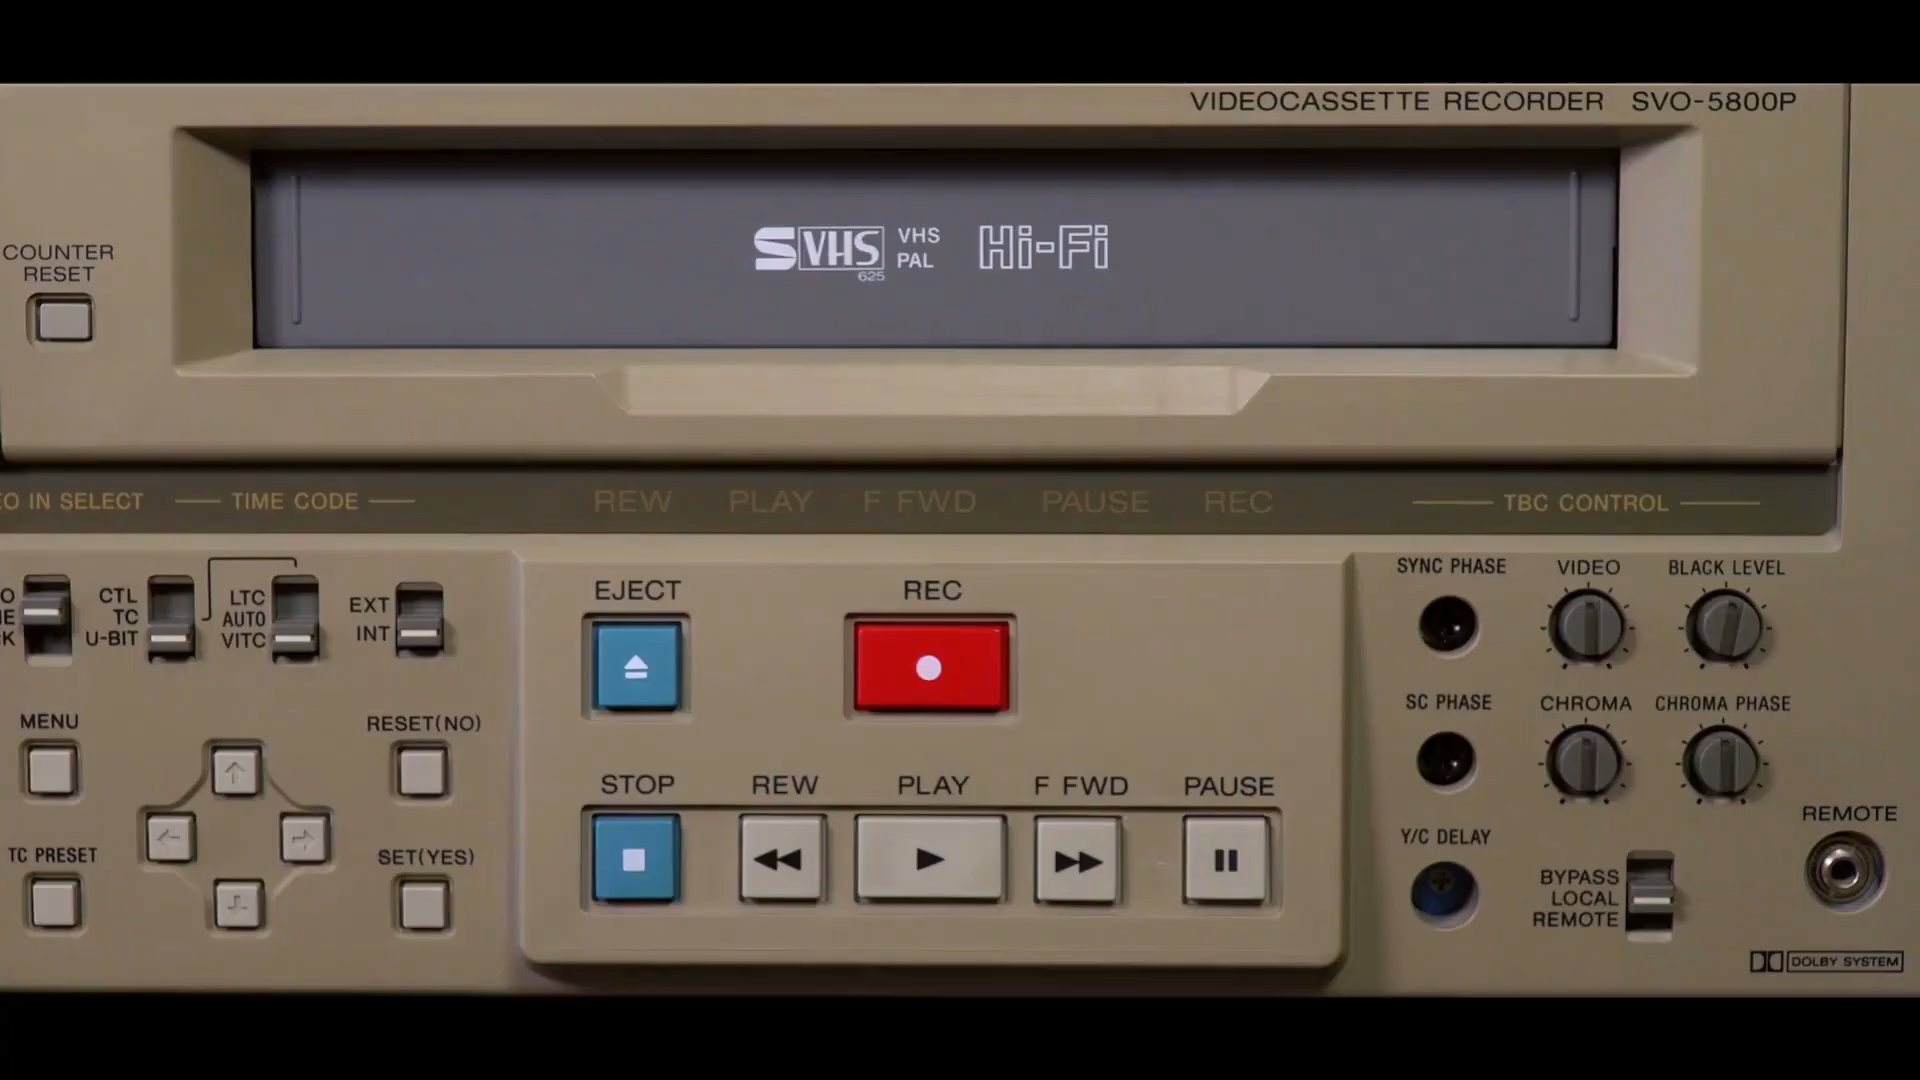 VIDEOCASSETTE RECORDER SVO-5800P
COUNTER
RESET
S VHS
625
VHS
PAL
Hi-Fi
IN SELECT
TIME CODE
REW PLAY F FWD PAUSE REC
TBC CONTROL
CTL
TC
U-BIT
LTC
AUTO
VITC
EXT
INT
EJECT
REC
SYNC PHASE
VIDEO
BLACK LEVEL
MENU
RESET(NO)
SC PHASE
CHROMA
CHROMA PHASE
STOP
REW
PLAY
F FWD
PAUSE
TC PRESET
SET(YES)
Y/C DELAY
BYPASS
LOCAL
REMOTE
REMOTE
DOLBY SYSTEM